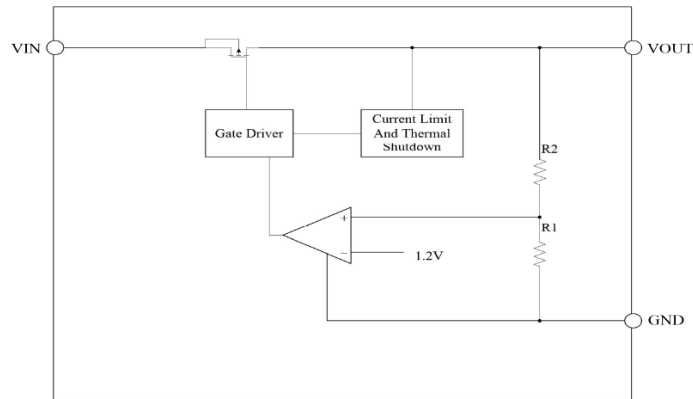 VIN
VOUT
Gate Driver
Current Limit
And Thermal
Shutdown
R2
+
R1
−
1.2V
GND